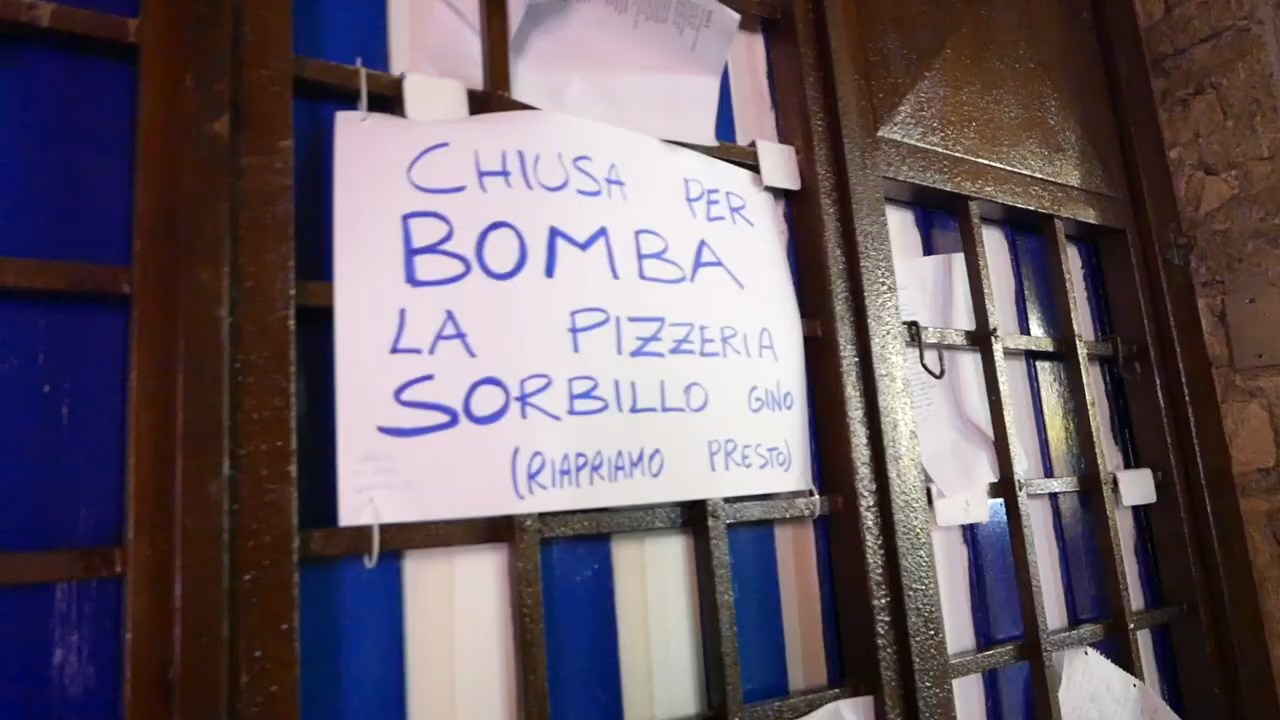 CHIUSA PER
BOMBA
LA PIZZERIA
SORBILLO GINO
(RIAPRIAMO PRESTO)